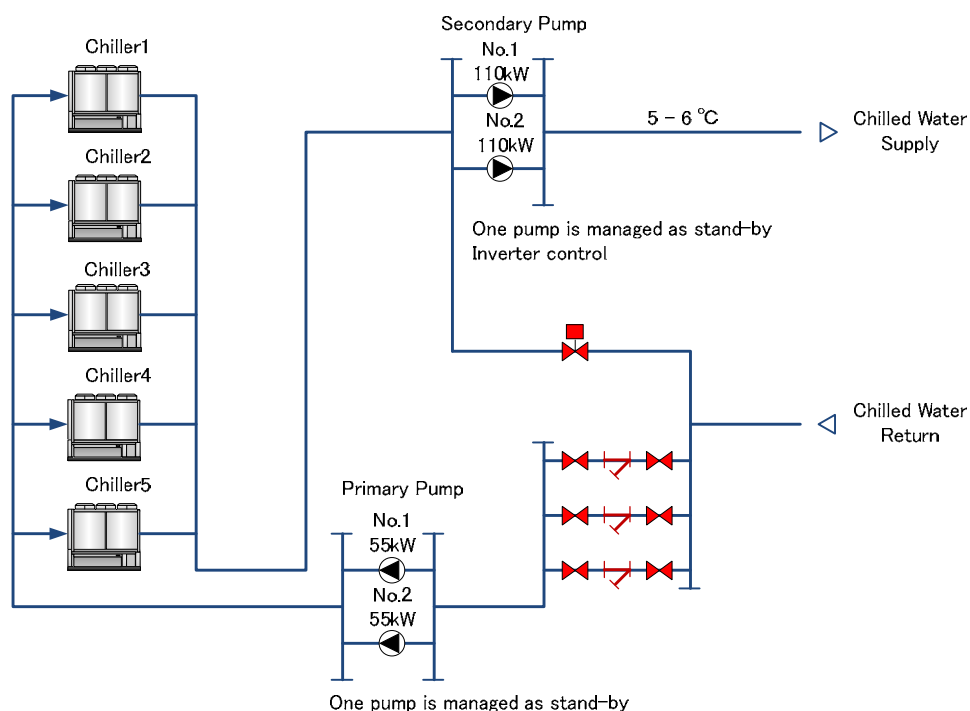 Secondary Pump
Chiller1
No.1
110kW
No.2
110kW
5 - 6 ℃
Chilled Water
Supply
Chiller2
One pump is managed as stand-by
Inverter control
Chiller3
Chiller4
Chilled Water
Return
Chiller5
Primary Pump
No.1
55kW
No.2
55kW
One pump is managed as stand-by